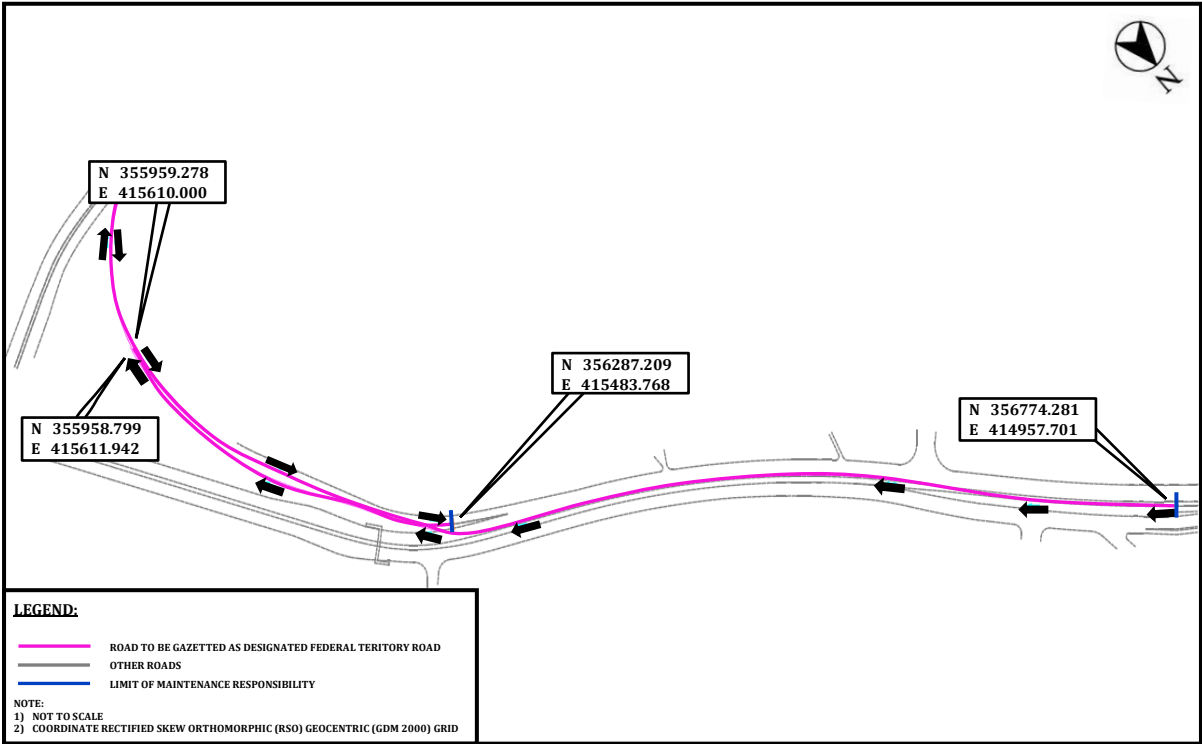 N
N 355959.278
E 415610.000
N 356287.209
E 415483.768
N 356774.281
E 414957.701
N 355958.799
E 415611.942
LEGEND:
ROAD TO BE GAZETTED AS DESIGNATED FEDERAL TERITORY ROAD
OTHER ROADS
LIMIT OF MAINTENANCE RESPONSIBILITY
NOTE:
1) NOT TO SCALE
2) COORDINATE RECTIFIED SKEW ORTHOMORPHIC (RSO) GEOCENTRIC (GDM 2000) GRID